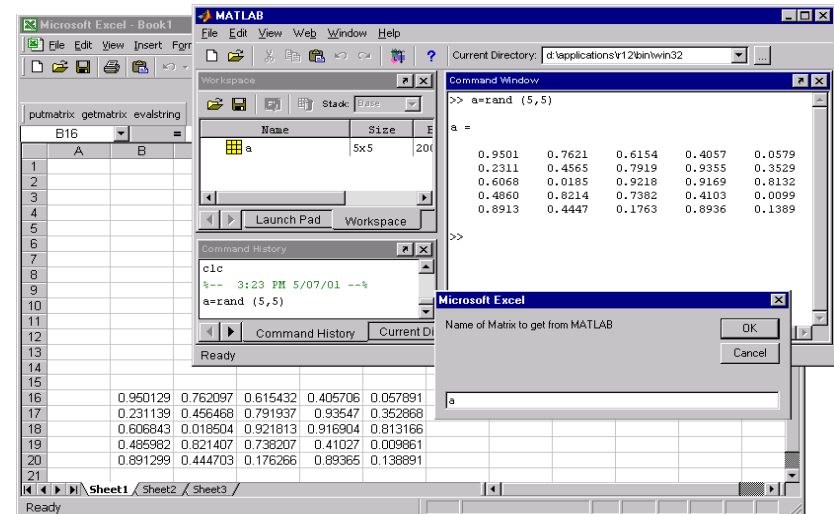 Microsoft Excel - Book1
File Edit View Insert
putmatrix getmatrix evalstring
B16 =
A B
1
2
3
4
5
6
7
8
9
10
11
12
13
14
15
16 0.950129 0.762097 0.615432 0.405706 0.057891
17 0.231139 0.456468 0.791937 0.93547 0.352868
18 0.606843 0.018504 0.921813 0.916904 0.813166
19 0.485982 0.821407 0.738207 0.41027 0.009861
20 0.891299 0.444703 0.176266 0.89365 0.138891
21
Sheet1 Sheet2 Sheet3
Ready
MATLAB
File Edit View Web Window Help
? Current Directory: d:\applications\r12\bin\win32 ...
Workspace
Stack: Base
Name Size
a 5x5 200
Launch Pad Workspace
Command History
clc
%-- 3:23 PM 5/07/01 --%
a=rand (5,5)
Command History Current Di
Ready
Command Window
>> a=rand (5,5)
a =
0.9501 0.7621 0.6154 0.4057 0.0579
0.2311 0.4565 0.7919 0.9355 0.3529
0.6068 0.0185 0.9218 0.9169 0.8132
0.4860 0.8214 0.7382 0.4103 0.0099
0.8913 0.4447 0.1763 0.8936 0.1389
>>
Microsoft Excel
Name of Matrix to get from MATLAB
OK
Cancel
a